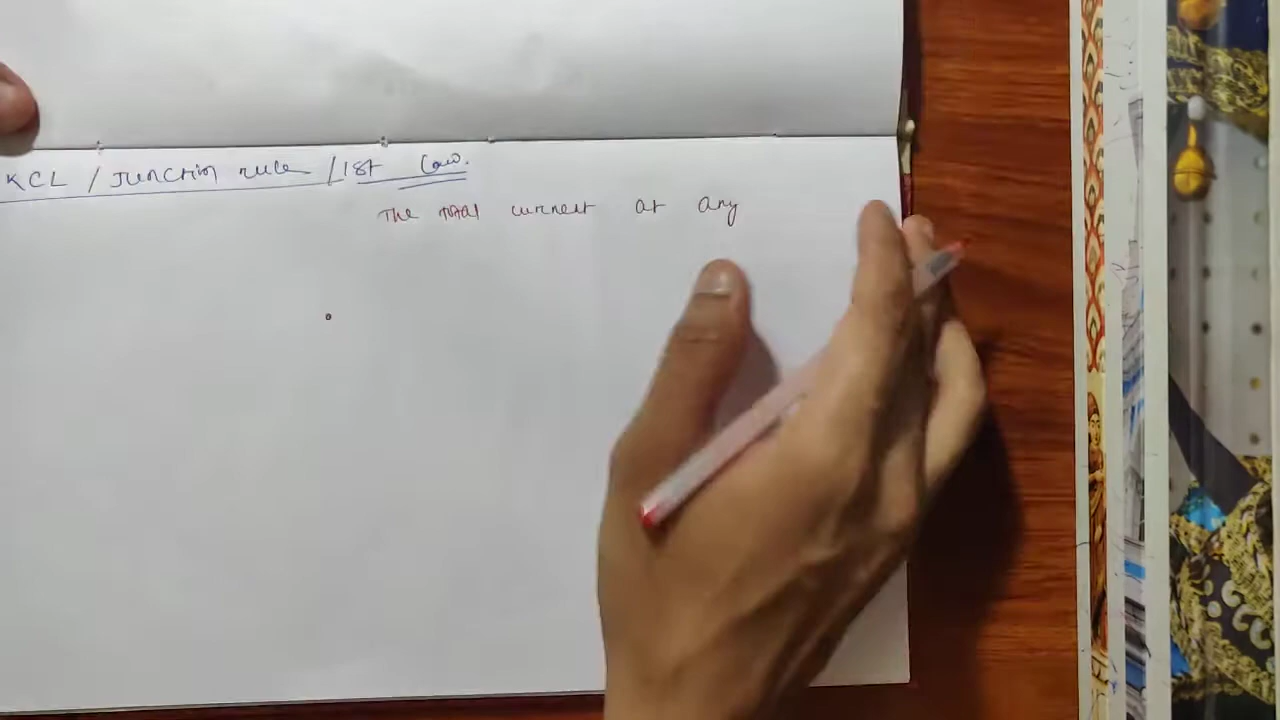 KCL / Junction rule / 1st Law.
The total current at any